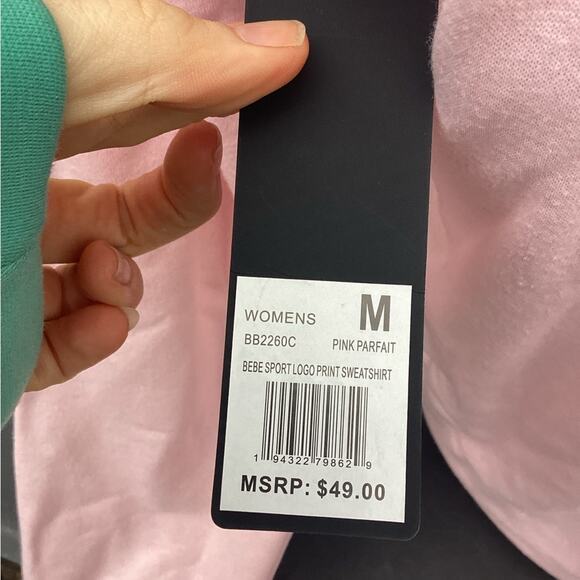 WOMENS M
BB2260C PINK PARFAIT
BEBE SPORT LOGO PRINT SWEATSHIRT
1 94322 79862 9
MSRP: $49.00